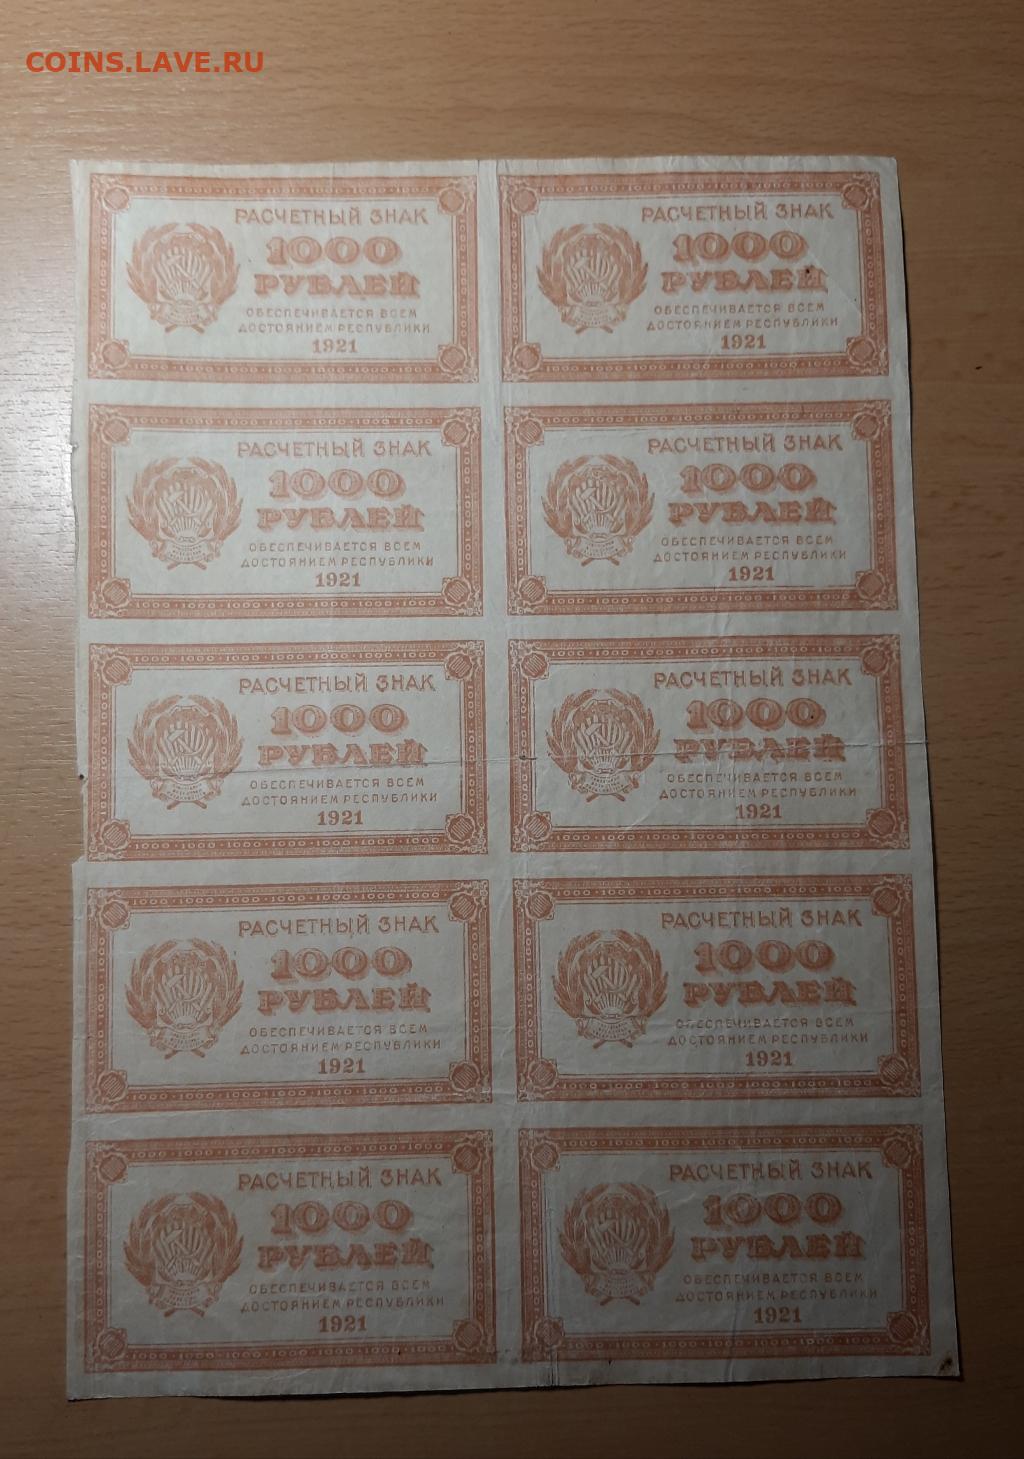 COINS.LAVE.RU
РАСЧЕТНЫЙ ЗНАК
1000
РУБЛЕЙ
ОБЕСПЕЧИВАЕТСЯ ВСЕМ
ДОСТОЯНИЕМ РЕСПУБЛИКИ
1921
РАСЧЕТНЫЙ ЗНАК
1000
РУБЛЕЙ
ОБЕСПЕЧИВАЕТСЯ ВСЕМ
ДОСТОЯНИЕМ РЕСПУБЛИКИ
1921
РАСЧЕТНЫЙ ЗНАК
1000
РУБЛЕЙ
ОБЕСПЕЧИВАЕТСЯ ВСЕМ
ДОСТОЯНИЕМ РЕСПУБЛИКИ
1921
РАСЧЕТНЫЙ ЗНАК
1000
РУБЛЕЙ
ОБЕСПЕЧИВАЕТСЯ ВСЕМ
ДОСТОЯНИЕМ РЕСПУБЛИКИ
1921
РАСЧЕТНЫЙ ЗНАК
1000
РУБЛЕЙ
ОБЕСПЕЧИВАЕТСЯ ВСЕМ
ДОСТОЯНИЕМ РЕСПУБЛИКИ
1921
РАСЧЕТНЫЙ ЗНАК
1000
РУБЛЕЙ
ОБЕСПЕЧИВАЕТСЯ ВСЕМ
ДОСТОЯНИЕМ РЕСПУБЛИКИ
1921
РАСЧЕТНЫЙ ЗНАК
1000
РУБЛЕЙ
ОБЕСПЕЧИВАЕТСЯ ВСЕМ
ДОСТОЯНИЕМ РЕСПУБЛИКИ
1921
РАСЧЕТНЫЙ ЗНАК
1000
РУБЛЕЙ
ОБЕСПЕЧИВАЕТСЯ ВСЕМ
ДОСТОЯНИЕМ РЕСПУБЛИКИ
1921
РАСЧЕТНЫЙ ЗНАК
1000
РУБЛЕЙ
ОБЕСПЕЧИВАЕТСЯ ВСЕМ
ДОСТОЯНИЕМ РЕСПУБЛИКИ
1921
РАСЧЕТНЫЙ ЗНАК
1000
РУБЛЕЙ
ОБЕСПЕЧИВАЕТСЯ ВСЕМ
ДОСТОЯНИЕМ РЕСПУБЛИКИ
1921